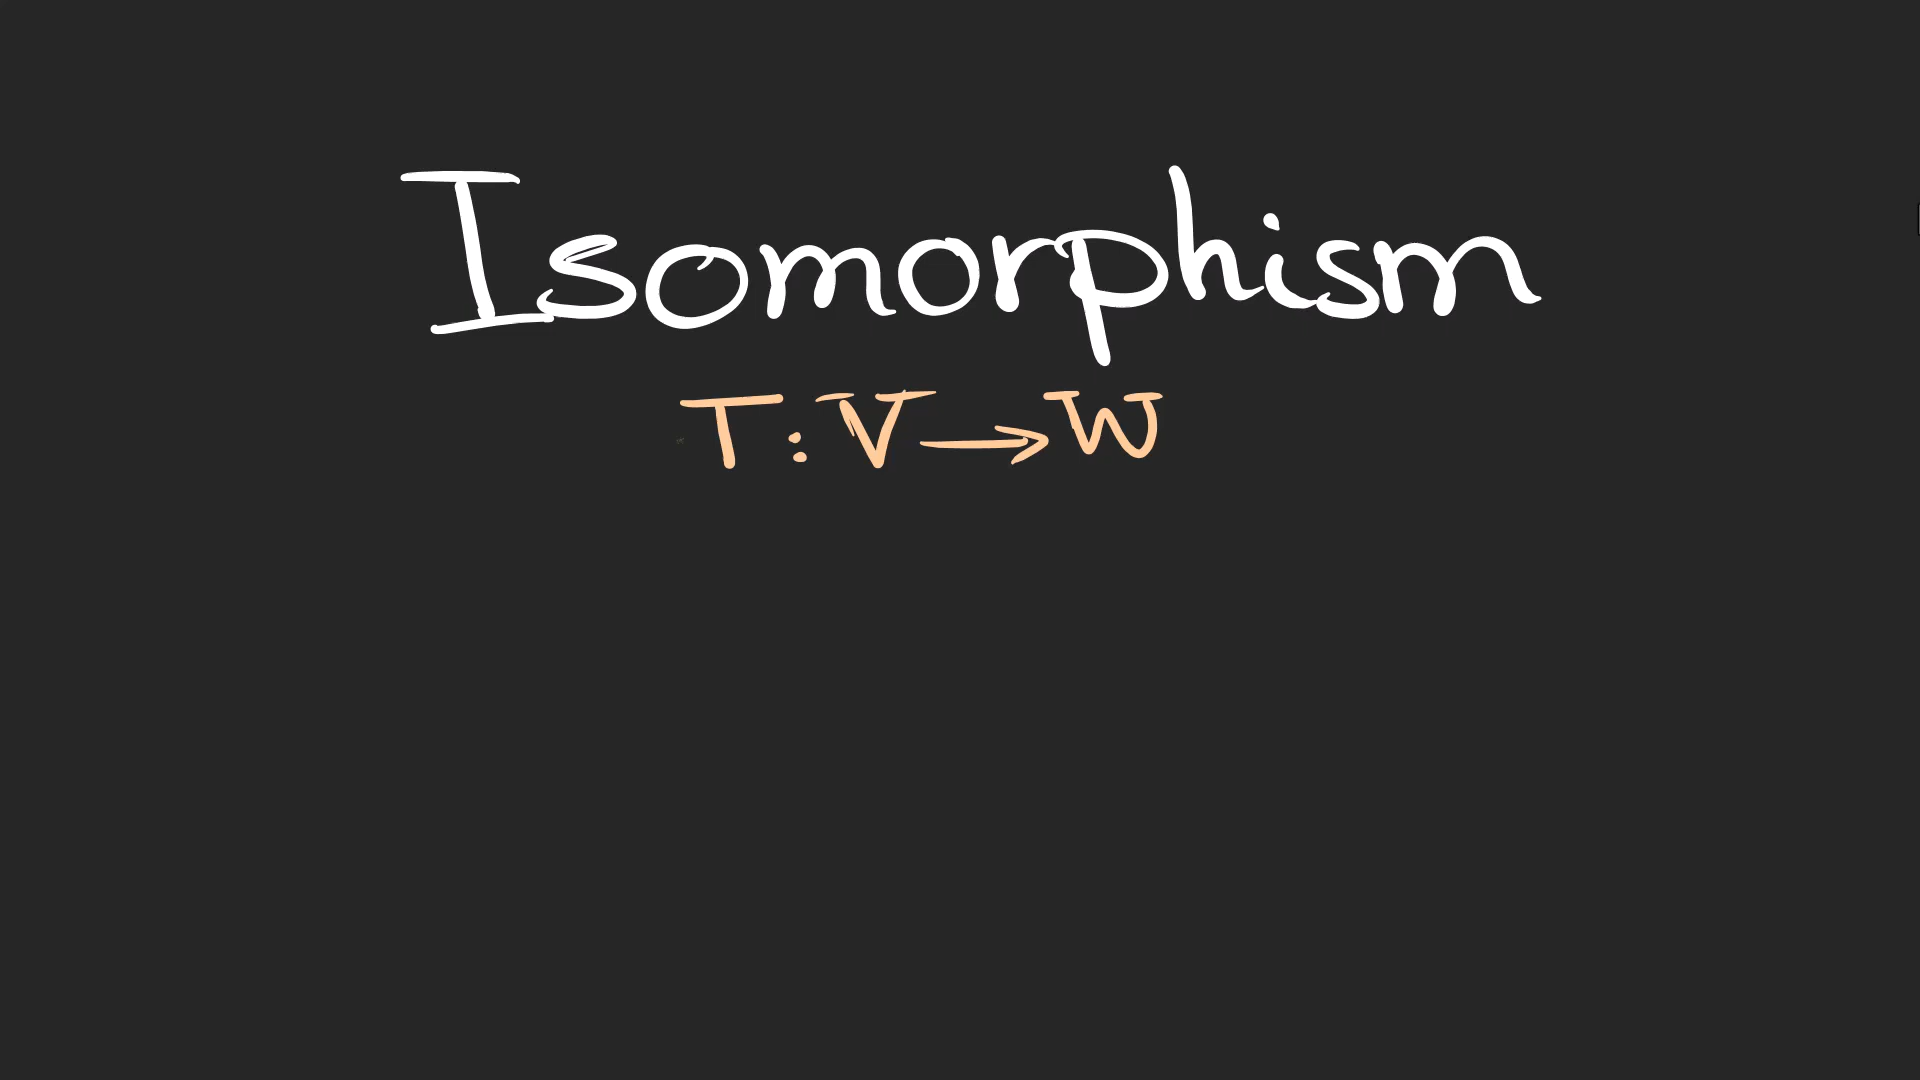 Isomorphism
T : V → W